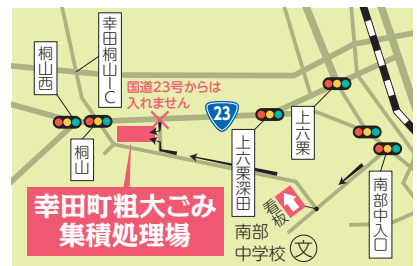 幸田桐山IC
桐山西
桐山
国道23号からは
入れません
23
上六栗
上六栗深田
南部中入口
看板
幸田町粗大ごみ
集積処理場
南部
中学校
文